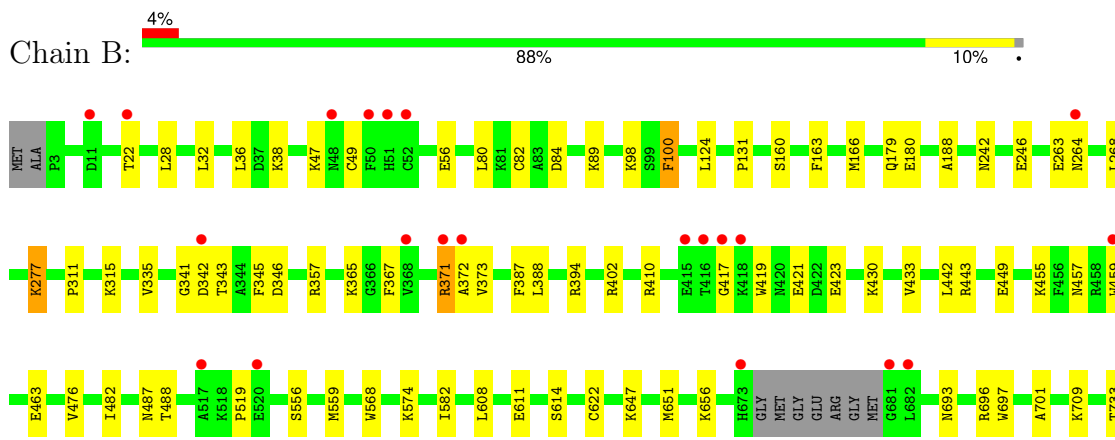 4%
Chain B:
88% 10% •
MET ALA P3 D11 T22 L28 L32 L36 D37 K38 K47 N48 C49 F50 H51 C52 E56 L80 K81 C82 A83 D84 K89 K98 S99 F100 L124 P131 S160 F163 M166 Q179 E180 A188 N242 E246 E263 N264
K277 P311 K315 V335 G341 D342 T343 A344 F345 D346 R357 K365 G366 F367 V368 R371 A372 V373 F387 L388 R394 R402 R410 E415 T416 G417 K418 W419 N420 E421 D422 E423 K430 V433 L442 R443 E449 K455 F456 N457 R458
E463 V476 I482 N487 T488 A517 K518 P519 E520 S556 M559 W568 K574 I582 L608 E611 S614 C622 K647 M651 K656 H673 GLY MET GLY GLU ARG GLY MET G681 L682 N693 R696 W697 A701 K709